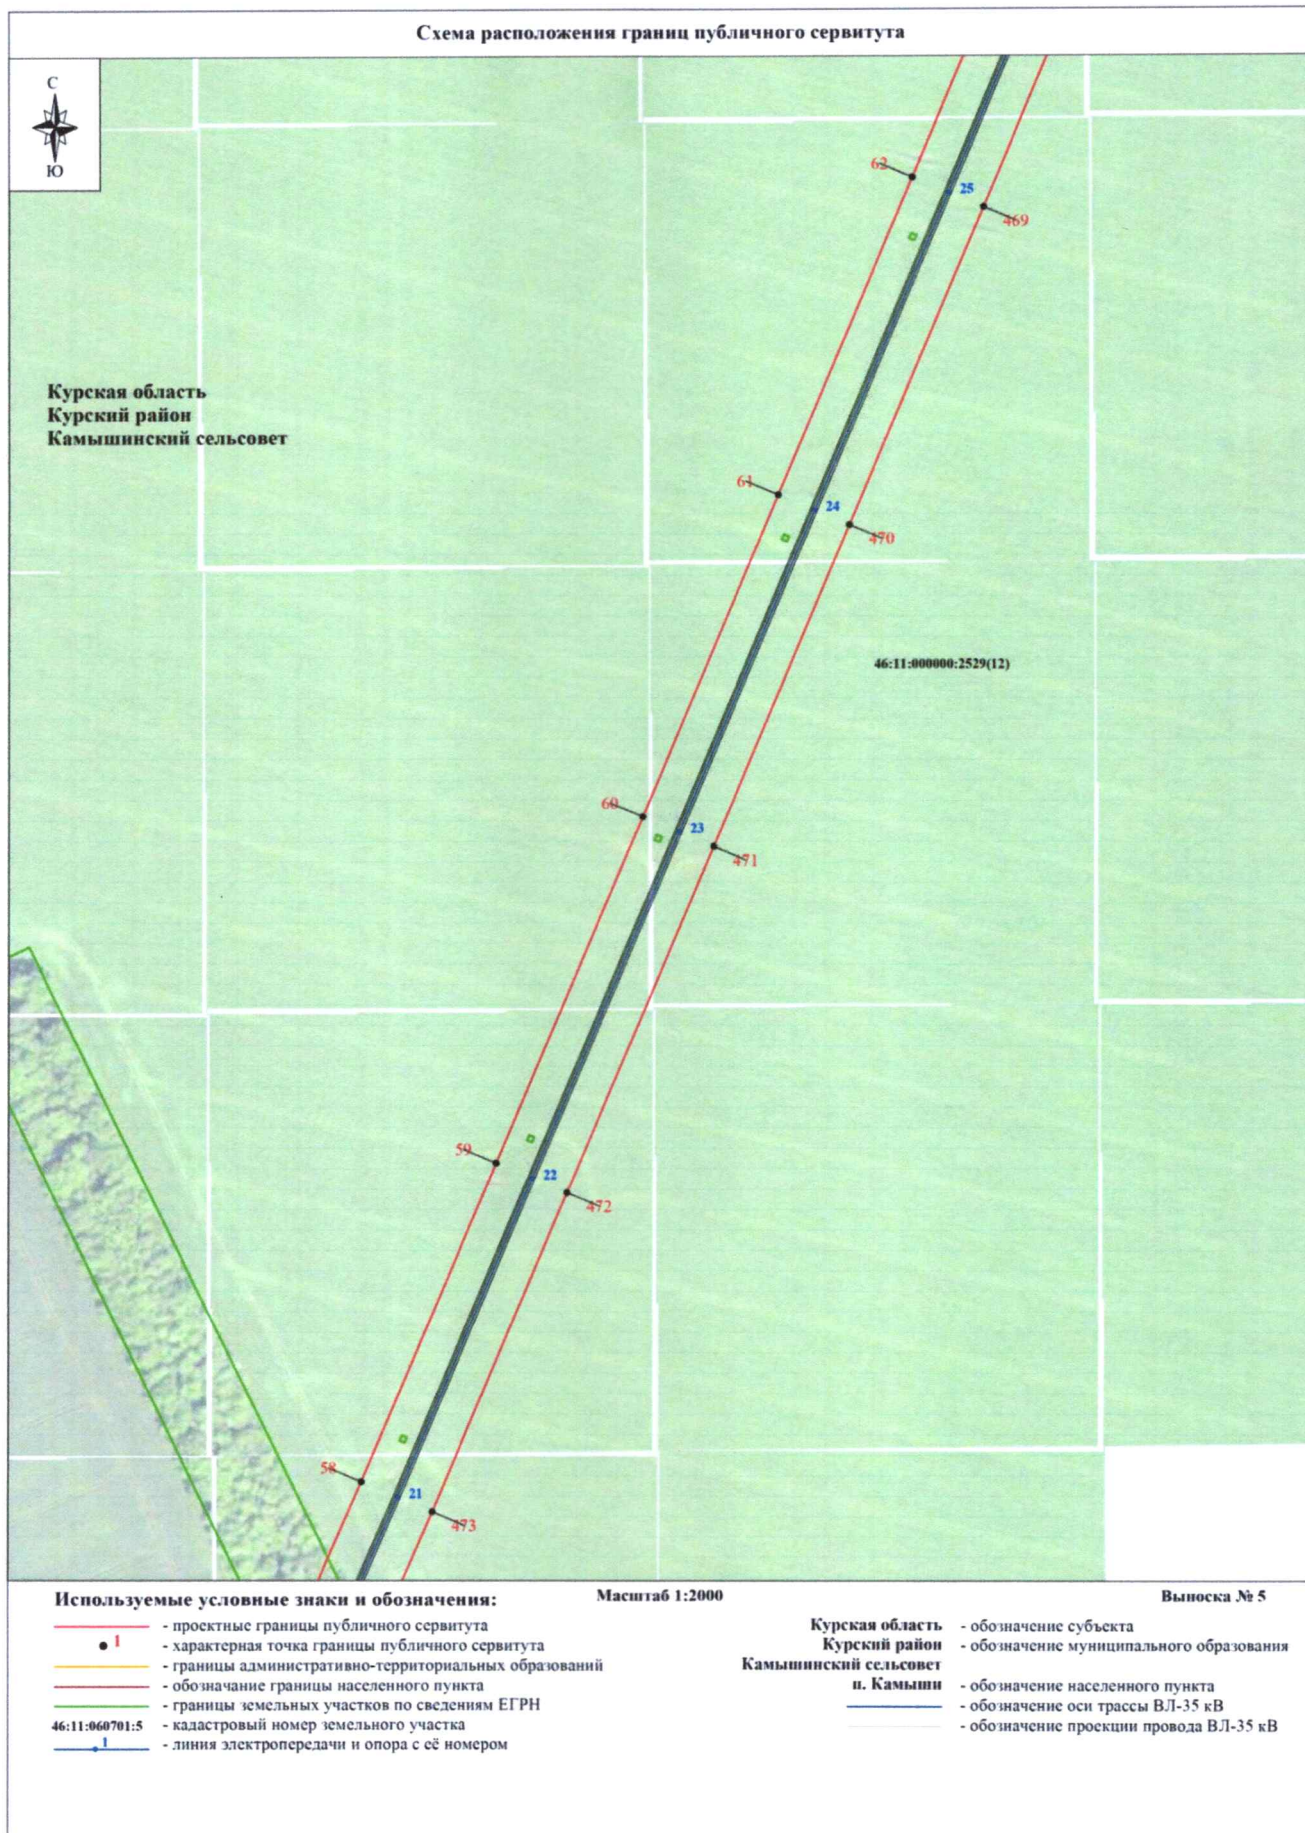 Схема расположения границ публичного сервитута
С
Ю
62
25
469
Курская область
Курский район
Камышинский сельсовет
61
24
470
46:11:000000:2529(12)
60
23
471
59
22
472
58
21
473
Используемые условные знаки и обозначения:
Масштаб 1:2000
Выноска № 5
- проектные границы публичного сервитута
1 - характерная точка границы публичного сервитута
- границы административно-территориальных образований
- обозначание границы населенного пункта
- границы земельных участков по сведениям ЕГРН
46:11:060701:5 - кадастровый номер земельного участка
1 - линия электропередачи и опора с её номером
Курская область - обозначение субъекта
Курский район - обозначение муниципального образования
Камышинский сельсовет
п. Камыши - обозначение населенного пункта
- обозначение оси трассы ВЛ-35 кВ
- обозначение проекции провода ВЛ-35 кВ